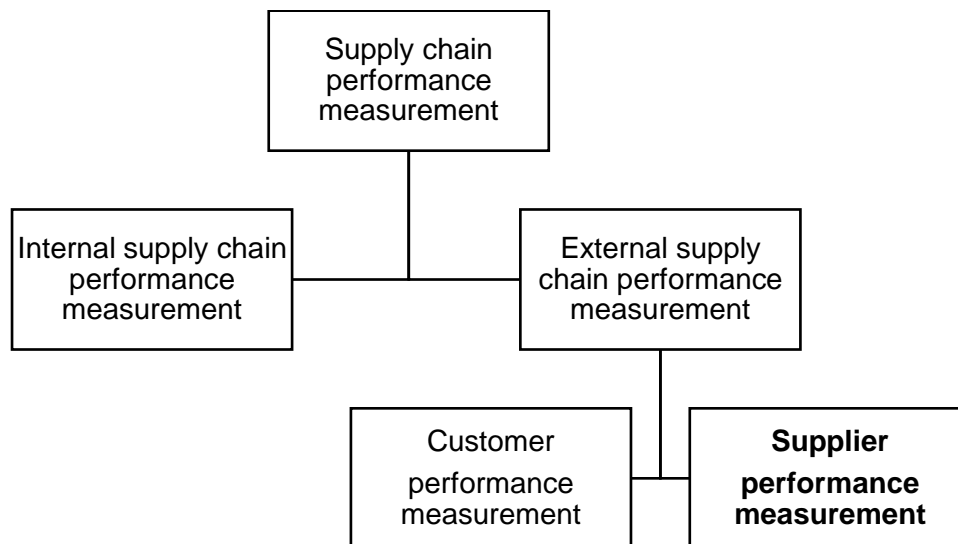 Supply chain
performance
measurement
Internal supply chain
performance
measurement
External supply
chain performance
measurement
Customer
performance
measurement
Supplier
performance
measurement